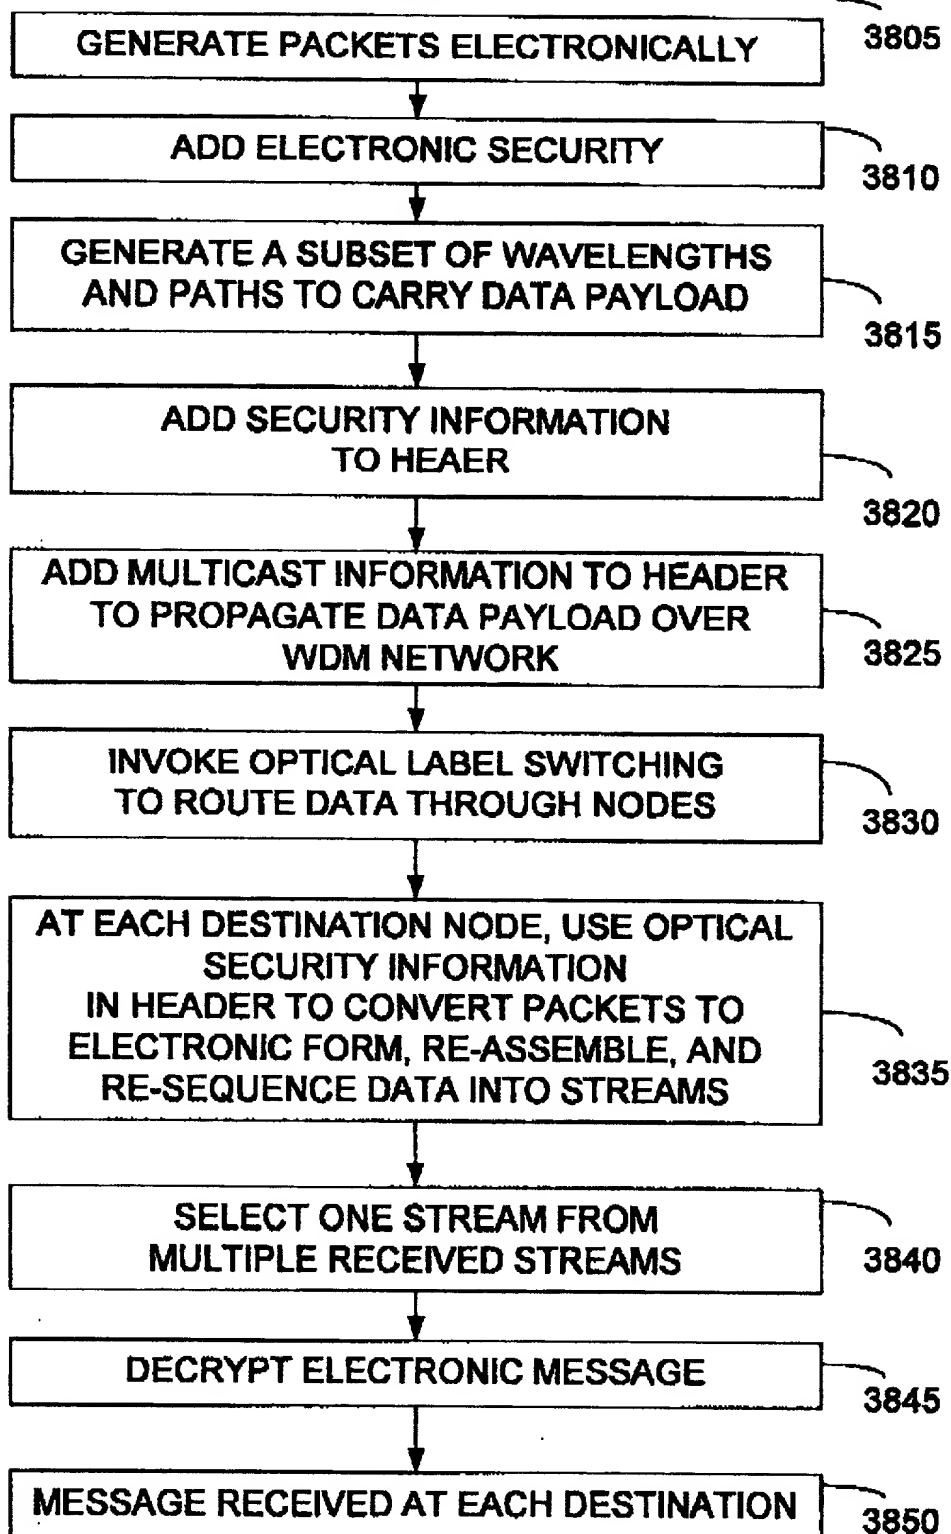 GENERATE PACKETS ELECTRONICALLY
3805
ADD ELECTRONIC SECURITY
3810
GENERATE A SUBSET OF WAVELENGTHS
AND PATHS TO CARRY DATA PAYLOAD
3815
ADD SECURITY INFORMATION
TO HEAER
3820
ADD MULTICAST INFORMATION TO HEADER
TO PROPAGATE DATA PAYLOAD OVER
WDM NETWORK
3825
INVOKE OPTICAL LABEL SWITCHING
TO ROUTE DATA THROUGH NODES
3830
AT EACH DESTINATION NODE, USE OPTICAL
SECURITY INFORMATION
IN HEADER TO CONVERT PACKETS TO
ELECTRONIC FORM, RE-ASSEMBLE, AND
RE-SEQUENCE DATA INTO STREAMS
3835
SELECT ONE STREAM FROM
MULTIPLE RECEIVED STREAMS
3840
DECRYPT ELECTRONIC MESSAGE
3845
MESSAGE RECEIVED AT EACH DESTINATION
3850